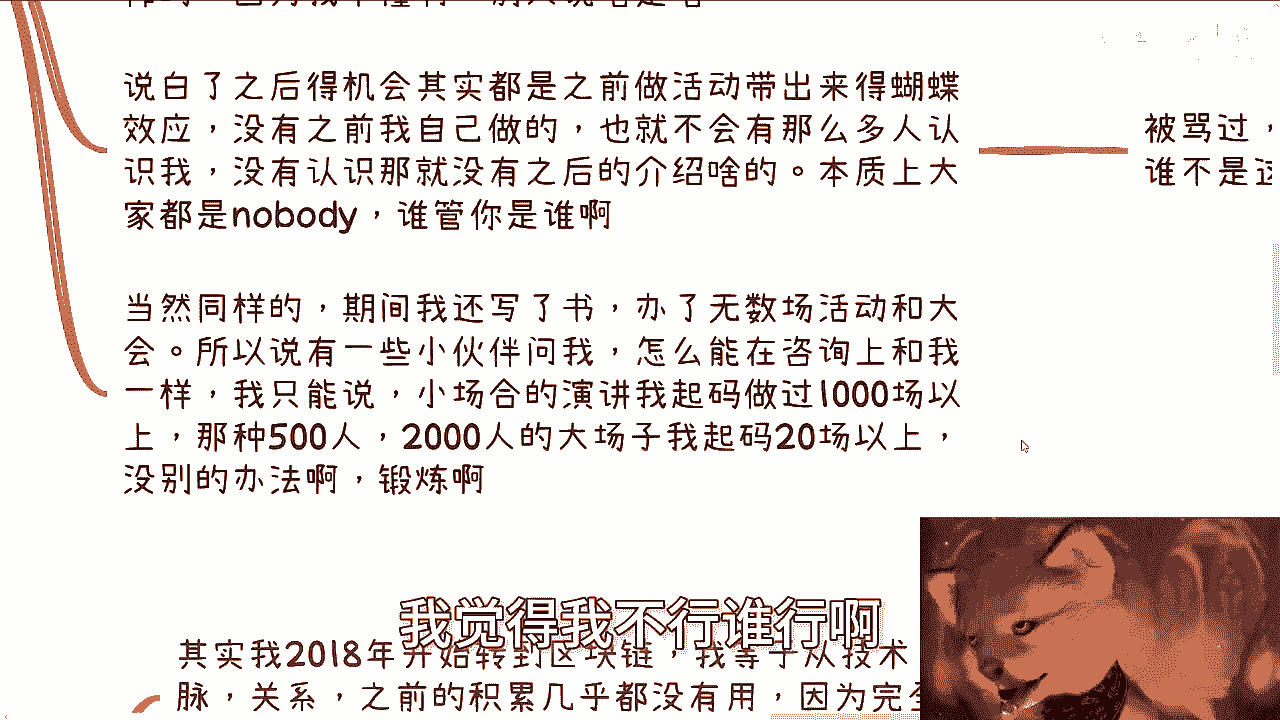 说白了之后得机会其实都是之前做活动带出来得蝴蝶
效应，没有之前我自己做的，也就不会有那么多人认
识我，没有认识那就没有之后的介绍啥的。本质上大
家都是nobody，谁管你是谁啊
被骂过，
谁不是这
当然同样的，期间我还写了书，办了无数场活动和大
会。所以说有一些小伙伴问我，怎么能在咨询上和我
一样，我只能说，小场合的演讲我起码做过1000场以
上，那种500人，2000人的大场子我起码20场以上，
没别的办法啊，锻炼啊
我觉得我不行谁行啊
其实我2018年开始转到区块链，我等于从技术
脉，关系，之前的积累几乎都没有用，因为完全